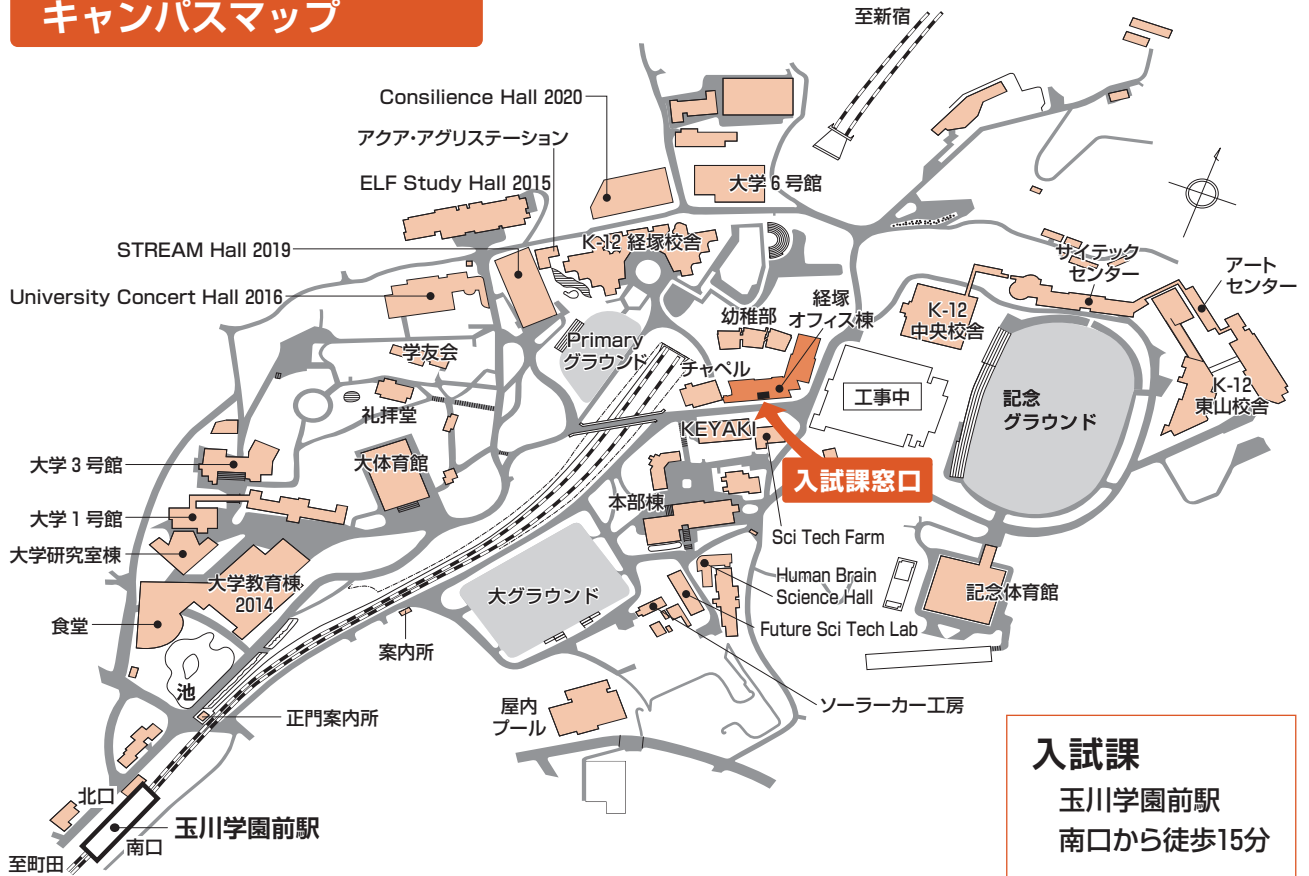 キャンパスマップ
至新宿
Consilience Hall 2020
アクア・アグリステーション
ELF Study Hall 2015
大学6号館
STREAM Hall 2019
K-12 経塚校舎
University Concert Hall 2016
サイテック
センター
アート
センター
幼稚部
経塚
オフィス棟
K-12
中央校舎
Primary
グラウンド
学友会
チャペル
工事中
記念
グラウンド
K-12
東山校舎
礼拝堂
KEYAKI
大学3号館
大体育館
入試課窓口
本部棟
大学1号館
Sci Tech Farm
大学研究室棟
大学教育棟
2014
Human Brain
Science Hall
大グラウンド
記念体育館
食堂
Future Sci Tech Lab
案内所
池
正門案内所
屋内
プール
ソーラーカー工房
北口
玉川学園前駅
南口
至町田
入試課
玉川学園前駅
南口から徒歩15分